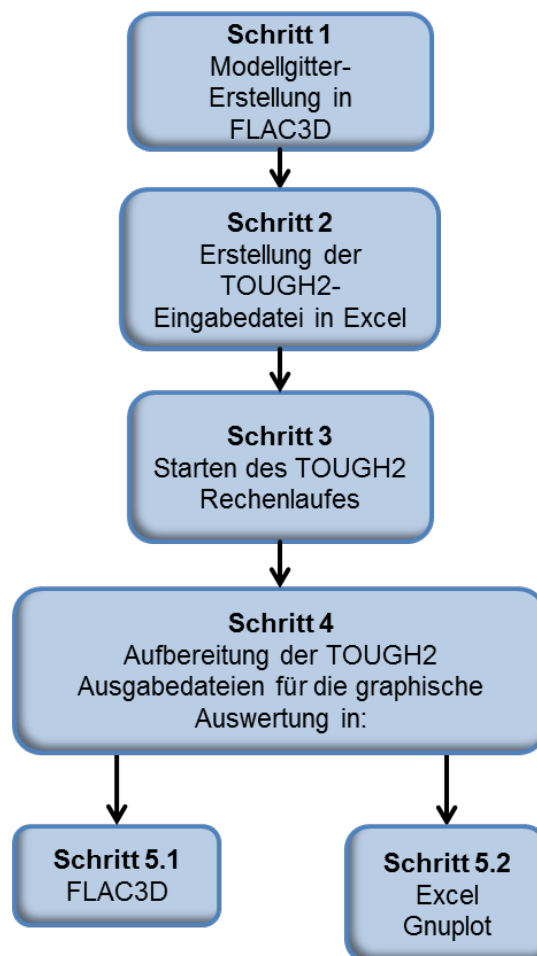 Schritt 1
Modellgitter-
Erstellung in
FLAC3D
Schritt 2
Erstellung der
TOUGH2-
Eingabedatei in Excel
Schritt 3
Starten des TOUGH2
Rechenlaufes
Schritt 4
Aufbereitung der TOUGH2
Ausgabedateien für die graphische
Auswertung in:
Schritt 5.1
FLAC3D
Schritt 5.2
Excel
Gnuplot